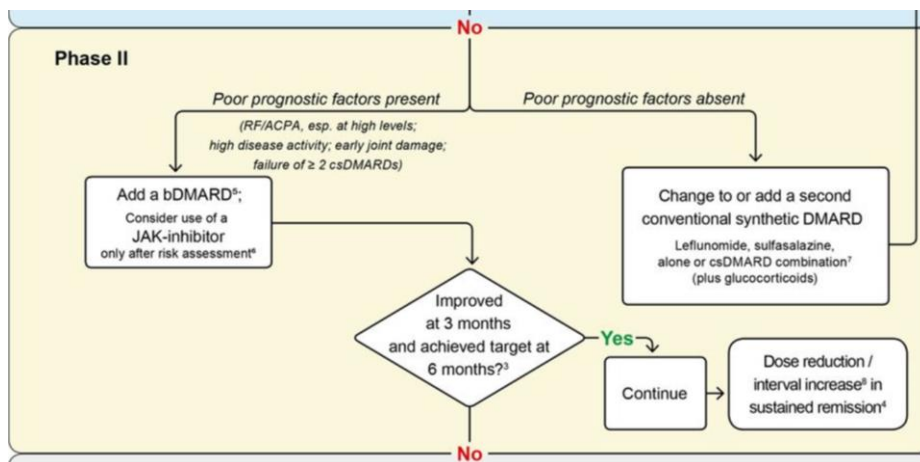 No
Phase II
Poor prognostic factors present
Poor prognostic factors absent
(RF/ACPA, esp. at high levels;
high disease activity; early joint damage;
failure of ≥ 2 csDMARDs)
Add a bDMARD⁵;
Consider use of a
JAK-inhibitor
only after risk assessment⁶
Change to or add a second
conventional synthetic DMARD
Leflunomide, sulfasalazine,
alone or csDMARD combination⁷
(plus glucocorticoids)
Improved
at 3 months
and achieved target at
6 months?³
Yes
Continue
Dose reduction /
interval increase⁸ in
sustained remission⁴
No